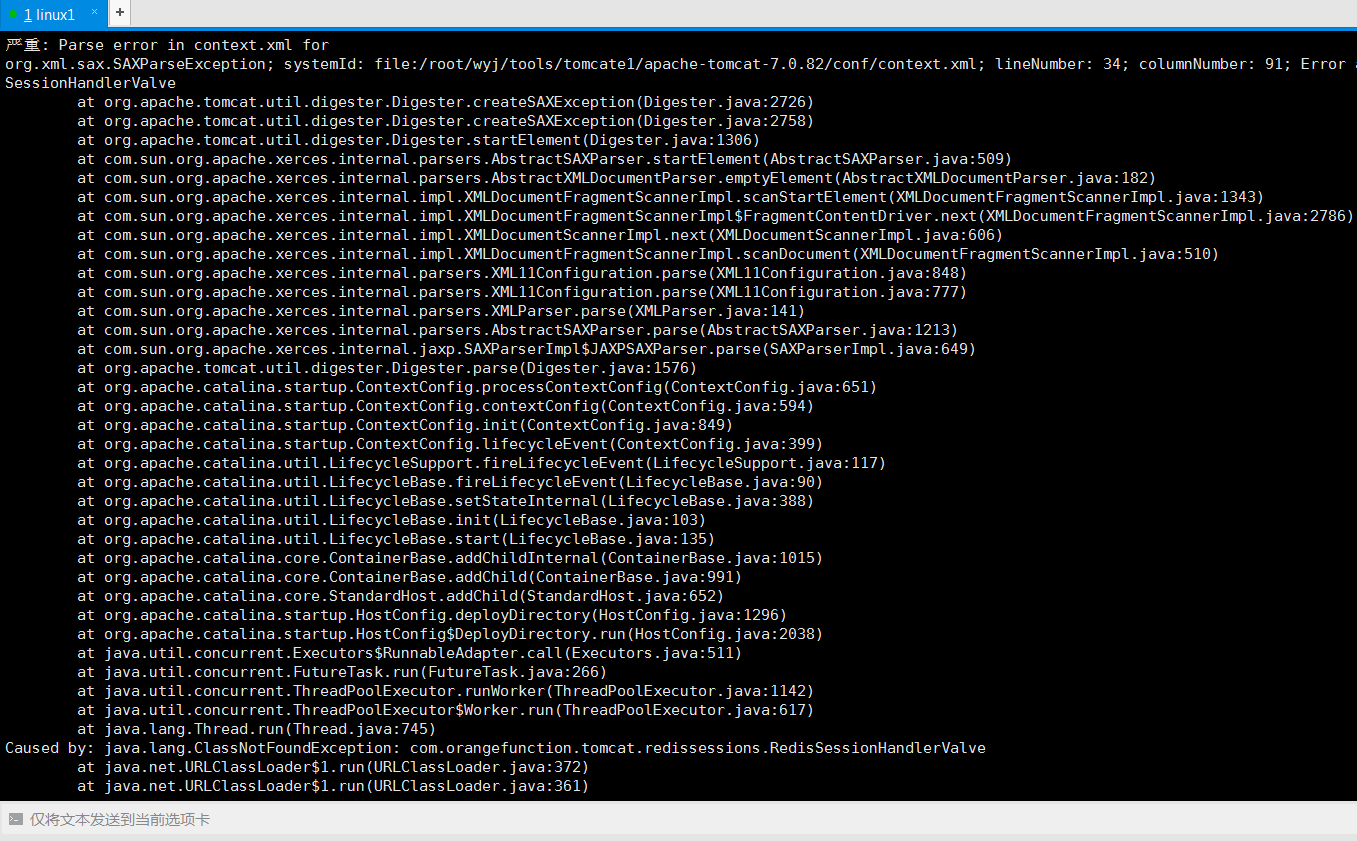 1 linux1 × +
严重: Parse error in context.xml for
org.xml.sax.SAXParseException; systemId: file:/root/wyj/tools/tomcate1/apache-tomcat-7.0.82/conf/context.xml; lineNumber: 34; columnNumber: 91; Error
SessionHandlerValve
at org.apache.tomcat.util.digester.Digester.createSAXException(Digester.java:2726)
at org.apache.tomcat.util.digester.Digester.createSAXException(Digester.java:2758)
at org.apache.tomcat.util.digester.Digester.startElement(Digester.java:1306)
at com.sun.org.apache.xerces.internal.parsers.AbstractSAXParser.startElement(AbstractSAXParser.java:509)
at com.sun.org.apache.xerces.internal.parsers.AbstractXMLDocumentParser.emptyElement(AbstractXMLDocumentParser.java:182)
at com.sun.org.apache.xerces.internal.impl.XMLDocumentFragmentScannerImpl.scanStartElement(XMLDocumentFragmentScannerImpl.java:1343)
at com.sun.org.apache.xerces.internal.impl.XMLDocumentFragmentScannerImpl$FragmentContentDriver.next(XMLDocumentFragmentScannerImpl.java:2786)
at com.sun.org.apache.xerces.internal.impl.XMLDocumentScannerImpl.next(XMLDocumentScannerImpl.java:606)
at com.sun.org.apache.xerces.internal.impl.XMLDocumentFragmentScannerImpl.scanDocument(XMLDocumentFragmentScannerImpl.java:510)
at com.sun.org.apache.xerces.internal.parsers.XML11Configuration.parse(XML11Configuration.java:848)
at com.sun.org.apache.xerces.internal.parsers.XML11Configuration.parse(XML11Configuration.java:777)
at com.sun.org.apache.xerces.internal.parsers.XMLParser.parse(XMLParser.java:141)
at com.sun.org.apache.xerces.internal.parsers.AbstractSAXParser.parse(AbstractSAXParser.java:1213)
at com.sun.org.apache.xerces.internal.jaxp.SAXParserImpl$JAXPSAXParser.parse(SAXParserImpl.java:649)
at org.apache.tomcat.util.digester.Digester.parse(Digester.java:1576)
at org.apache.catalina.startup.ContextConfig.processContextConfig(ContextConfig.java:651)
at org.apache.catalina.startup.ContextConfig.contextConfig(ContextConfig.java:594)
at org.apache.catalina.startup.ContextConfig.init(ContextConfig.java:849)
at org.apache.catalina.startup.ContextConfig.lifecycleEvent(ContextConfig.java:399)
at org.apache.catalina.util.LifecycleSupport.fireLifecycleEvent(LifecycleSupport.java:117)
at org.apache.catalina.util.LifecycleBase.fireLifecycleEvent(LifecycleBase.java:90)
at org.apache.catalina.util.LifecycleBase.setStateInternal(LifecycleBase.java:388)
at org.apache.catalina.util.LifecycleBase.init(LifecycleBase.java:103)
at org.apache.catalina.util.LifecycleBase.start(LifecycleBase.java:135)
at org.apache.catalina.core.ContainerBase.addChildInternal(ContainerBase.java:1015)
at org.apache.catalina.core.ContainerBase.addChild(ContainerBase.java:991)
at org.apache.catalina.core.StandardHost.addChild(StandardHost.java:652)
at org.apache.catalina.startup.HostConfig.deployDirectory(HostConfig.java:1296)
at org.apache.catalina.startup.HostConfig$DeployDirectory.run(HostConfig.java:2038)
at java.util.concurrent.Executors$RunnableAdapter.call(Executors.java:511)
at java.util.concurrent.FutureTask.run(FutureTask.java:266)
at java.util.concurrent.ThreadPoolExecutor.runWorker(ThreadPoolExecutor.java:1142)
at java.util.concurrent.ThreadPoolExecutor$Worker.run(ThreadPoolExecutor.java:617)
at java.lang.Thread.run(Thread.java:745)
Caused by: java.lang.ClassNotFoundException: com.orangefunction.tomcat.redissessions.RedisSessionHandlerValve
at java.net.URLClassLoader$1.run(URLClassLoader.java:372)
at java.net.URLClassLoader$1.run(URLClassLoader.java:361)
仅将文本发送到当前选项卡